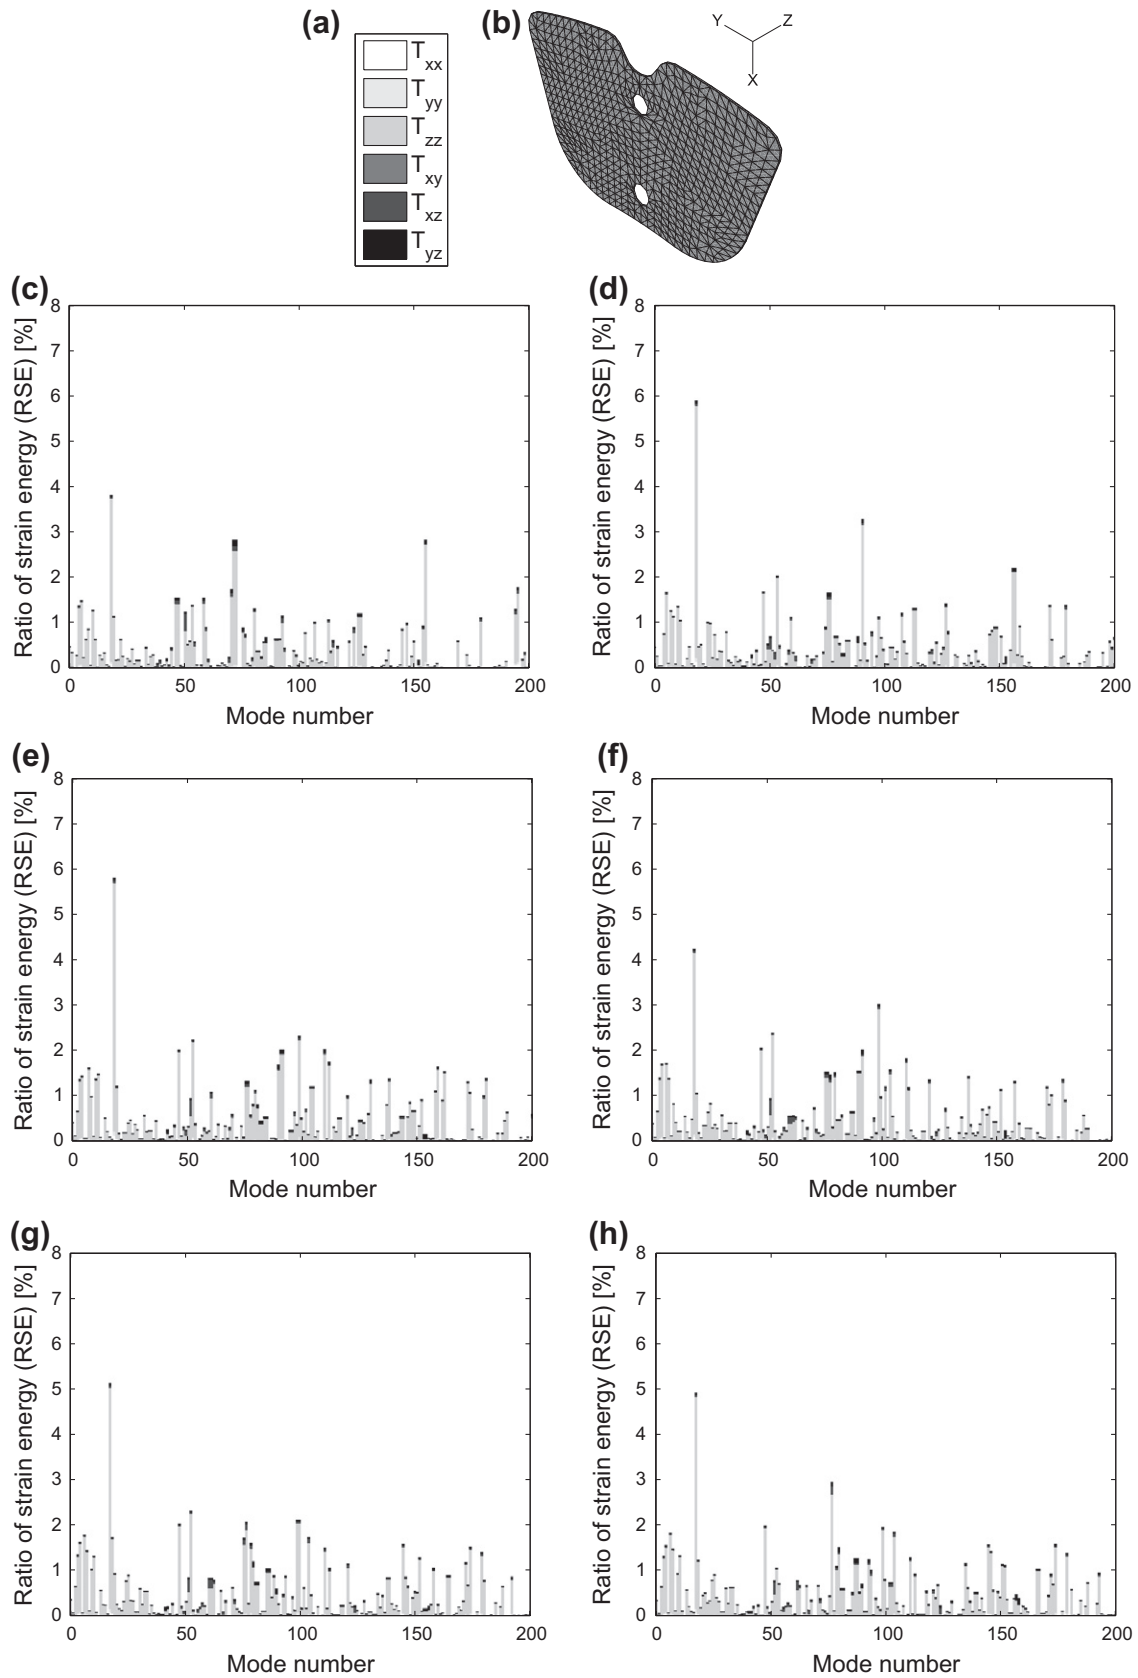 (a)
T xx
T yy
T zz
T xy
T xz
T yz
(b)
Y Z
X
(c)
8
7
6
5
4
3
2
1
0
Ratio of strain energy (RSE) [%]
0 50 100 150 200
Mode number
(d)
8
7
6
5
4
3
2
1
0
Ratio of strain energy (RSE) [%]
0 50 100 150 200
Mode number
(e)
8
7
6
5
4
3
2
1
0
Ratio of strain energy (RSE) [%]
0 50 100 150 200
Mode number
(f)
8
7
6
5
4
3
2
1
0
Ratio of strain energy (RSE) [%]
0 50 100 150 200
Mode number
(g)
8
7
6
5
4
3
2
1
0
Ratio of strain energy (RSE) [%]
0 50 100 150 200
Mode number
(h)
8
7
6
5
4
3
2
1
0
Ratio of strain energy (RSE) [%]
0 50 100 150 200
Mode number